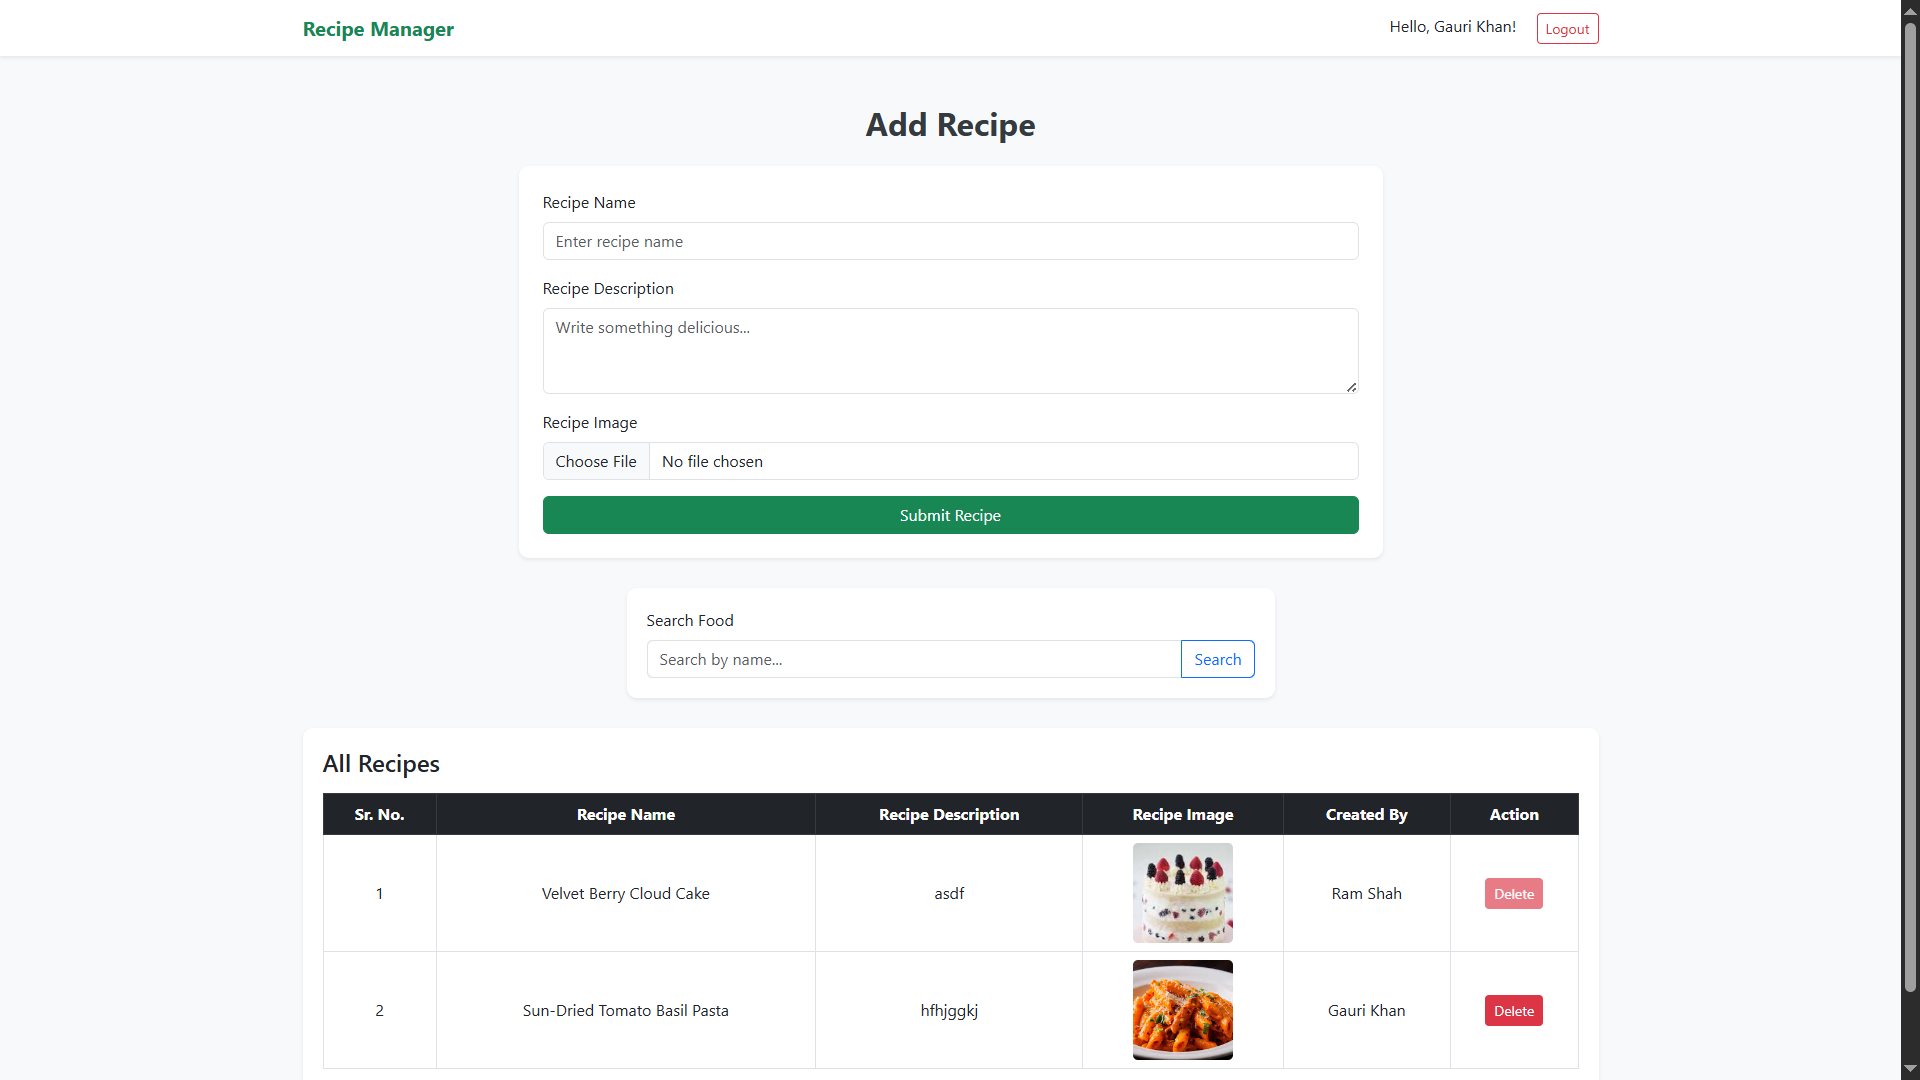 Recipe Manager
Hello, Gauri Khan! Logout
Add Recipe
Recipe Name
Enter recipe name
Recipe Description
Write something delicious...
Recipe Image
Choose File No file chosen
Submit Recipe
Search Food
Search by name... Search
All Recipes
Sr. No. Recipe Name Recipe Description Recipe Image Created By Action
1 Velvet Berry Cloud Cake asdf Ram Shah Delete
2 Sun-Dried Tomato Basil Pasta hfhjggkj Gauri Khan Delete